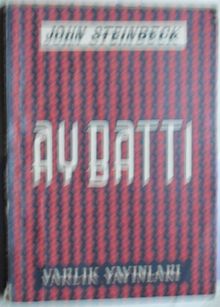 JOHN STEINBECK
AY BATTI
VARLIK YAYINLARI